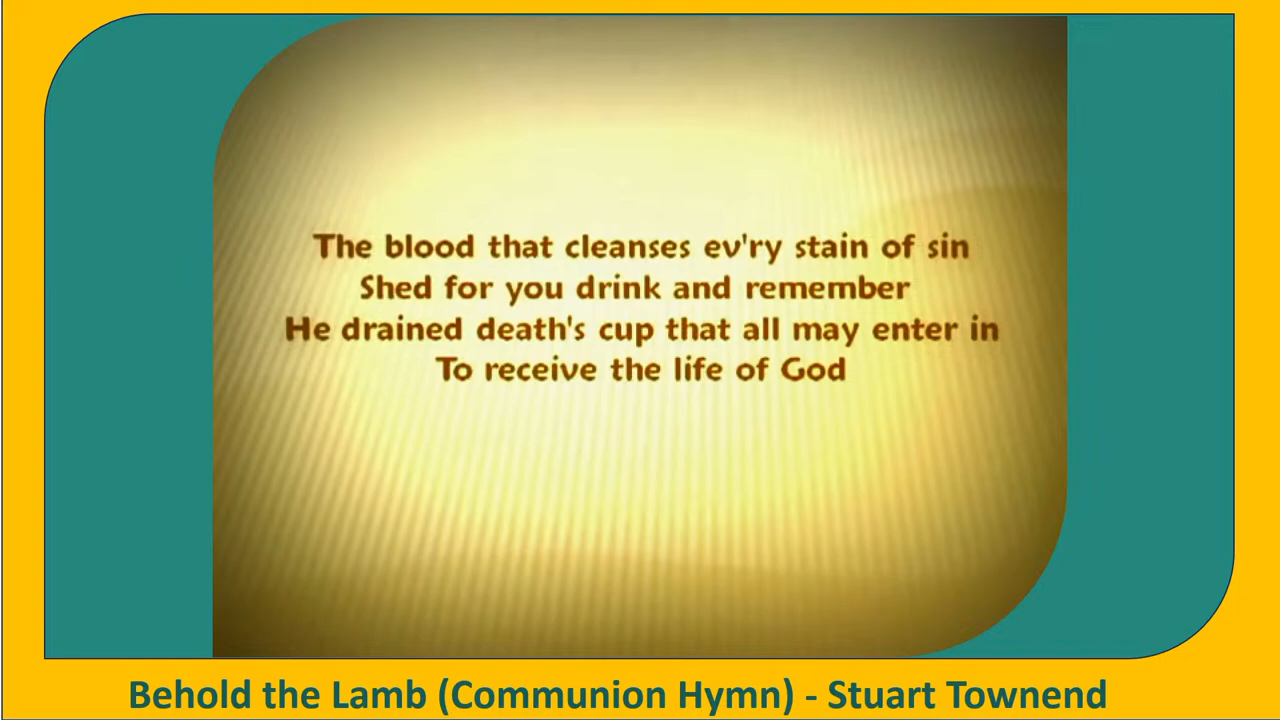 The blood that cleanses ev'ry stain of sin
Shed for you drink and remember
He drained death's cup that all may enter in
To receive the life of God
Behold the Lamb (Communion Hymn) - Stuart Townend